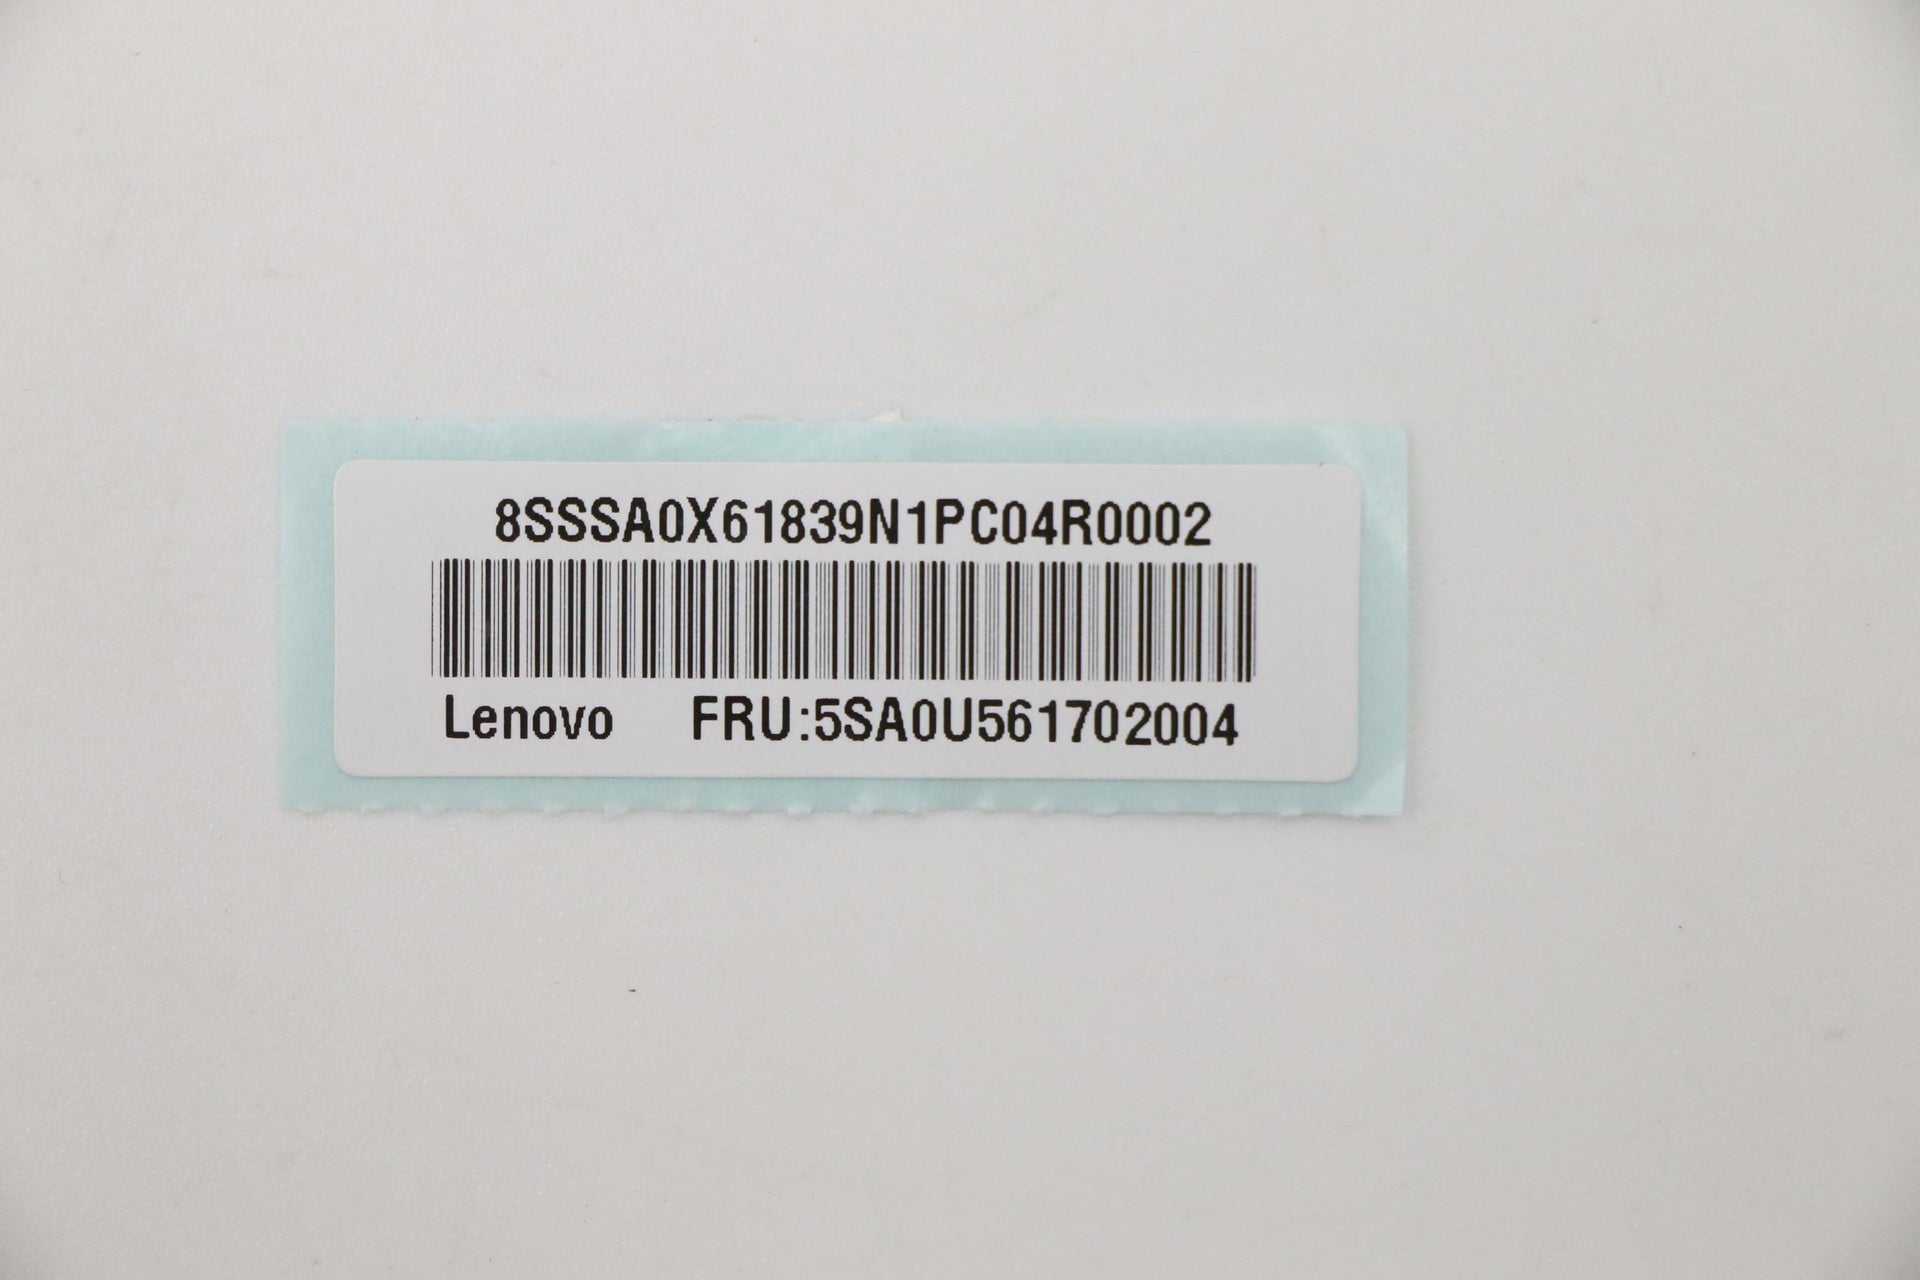 8SSSA0X61839N1PC04R0002
Lenovo FRU:5SA0U561702004